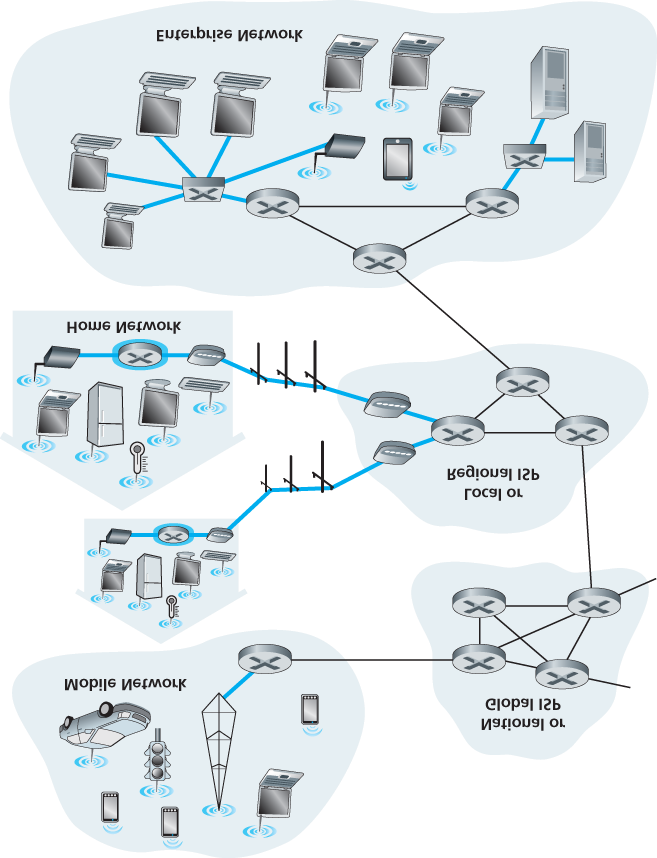 Mobile Network
National or
Global ISP
Local or
Regional ISP
Home Network
Enterprise Network